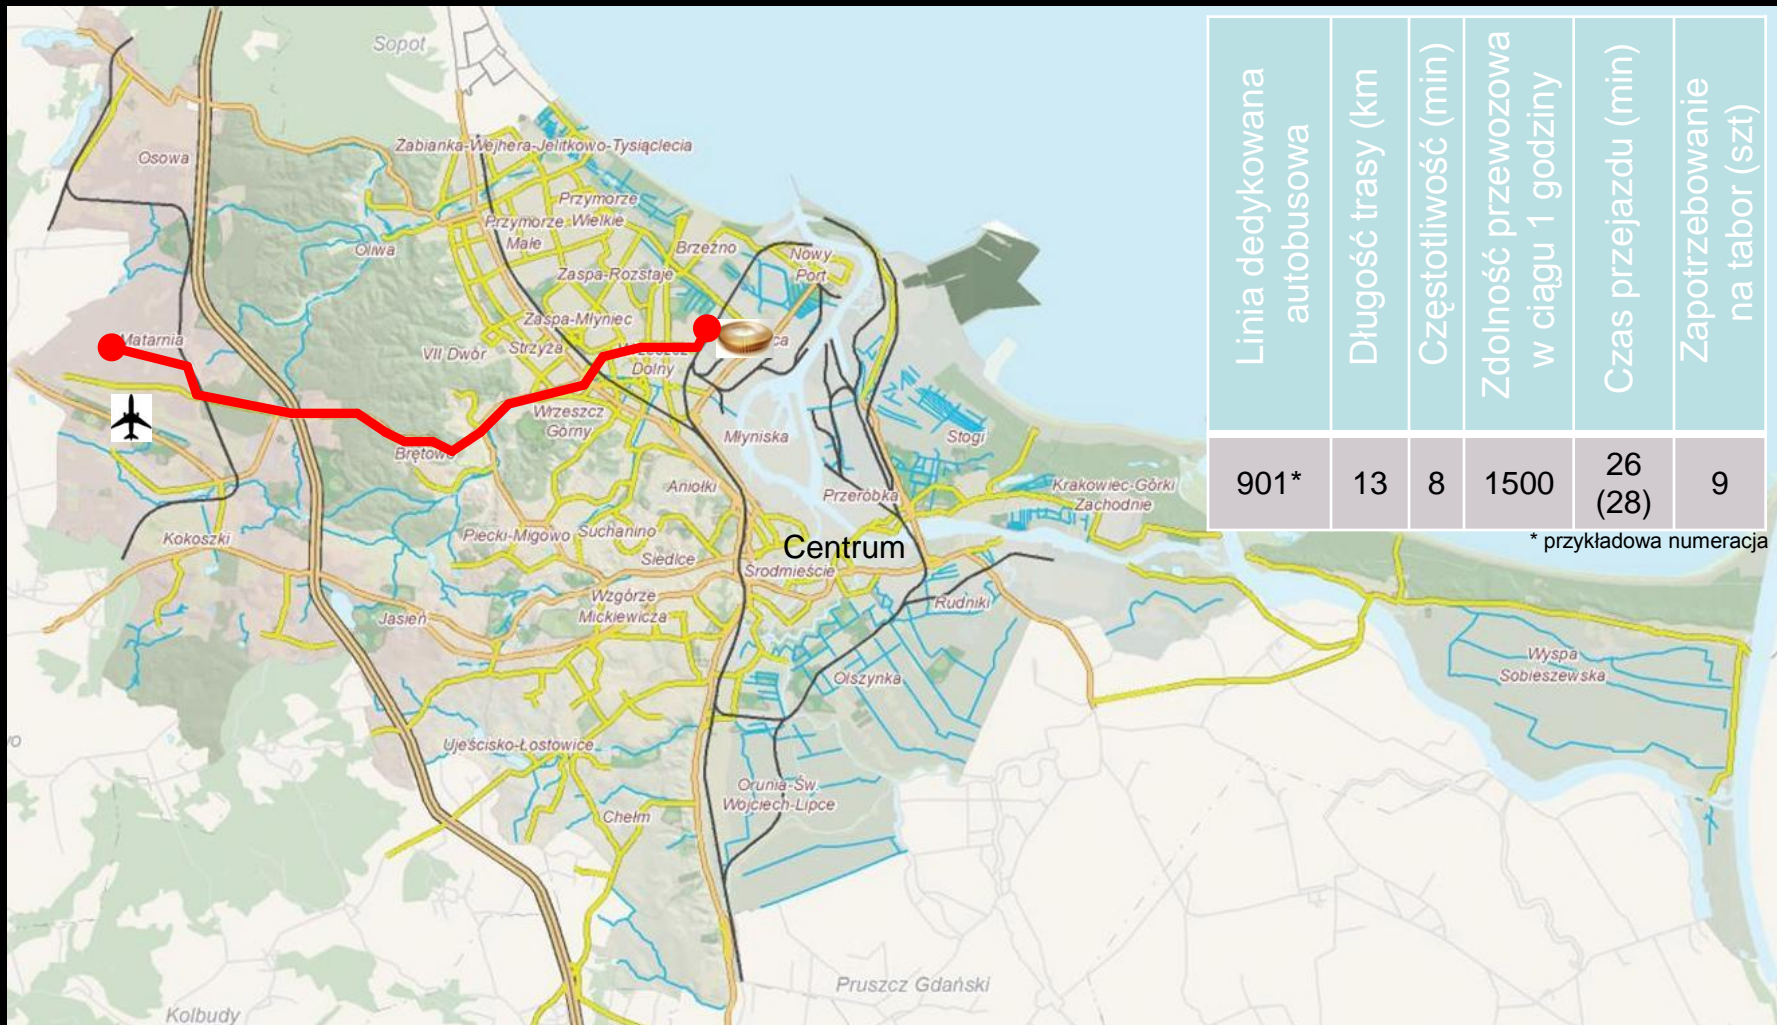 Linia dedykowana
autobusowa
Długość trasy (km
Częstotliwość (min)
Zdolność przewozowa
w ciągu 1 godziny
Czas przejazdu (min)
Zapotrzebowanie
na tabor (szt)
901*
13
8
1500
26
(28)
9
* przykładowa numeracja
Sopot
Osowa
Żabianka-Wejhera-Jelitkowo-Tysiąclecia
Przymorze
Wielkie
Przymorze
Małe
Oliwa
Brzeźno
Nowy
Port
Zaspa-Rozstaje
Zaspa-Młyniec
Matarnia
VII Dwór
Strzyża
Dolny
Wrzeszcz
Górny
Brętowo
Młyniska
Stogi
Aniołki
Przeróbka
Krakowiec-Górki
Zachodnie
Kokoszki
Piecki-Migowo
Suchanino
Siedlce
Centrum
Śródmieście
Wzgórze
Mickiewicza
Jasień
Rudniki
Olszynka
Wyspa
Sobieszewska
Ujeścisko-Łostowice
Orunia-Św.
Wojciech-Lipce
Chełm
Pruszcz Gdański
Kolbudy